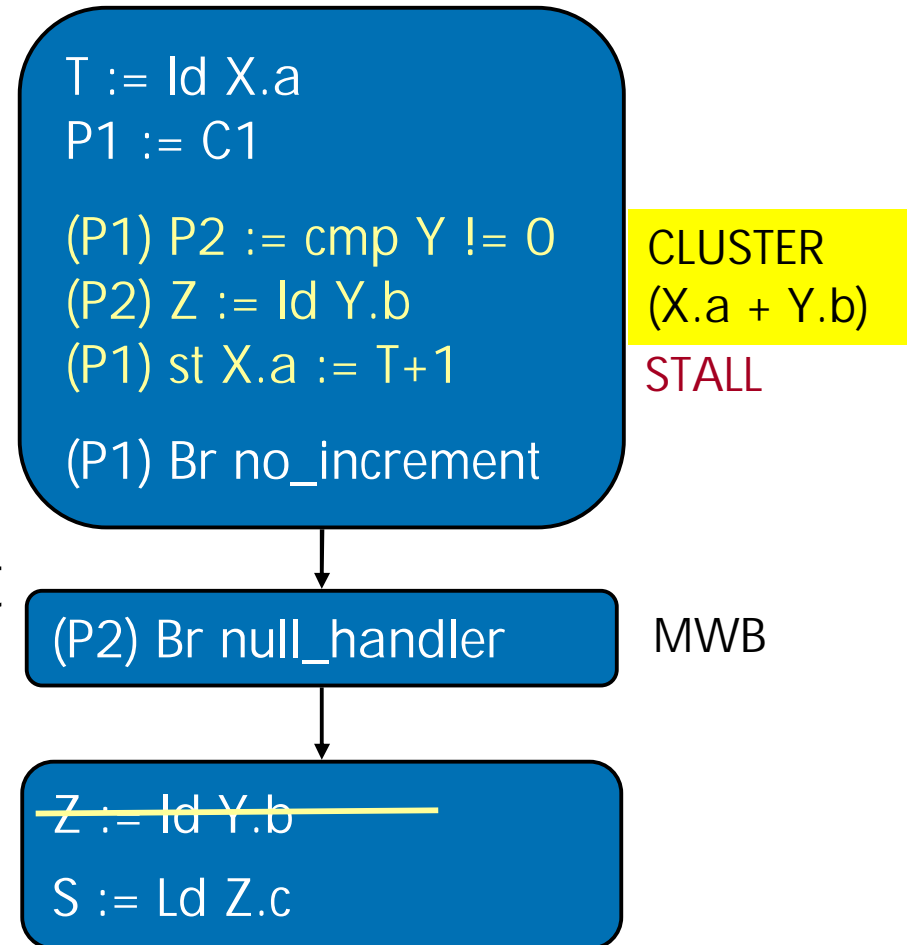 T := ld X.a
P1 := C1
(P1) P2 := cmp Y != 0
(P2) Z := ld Y.b
(P1) st X.a := T+1
(P1) Br no_increment
CLUSTER
(X.a + Y.b)
STALL
(P2) Br null_handler
MWB
Z := ld Y.b
S := Ld Z.c